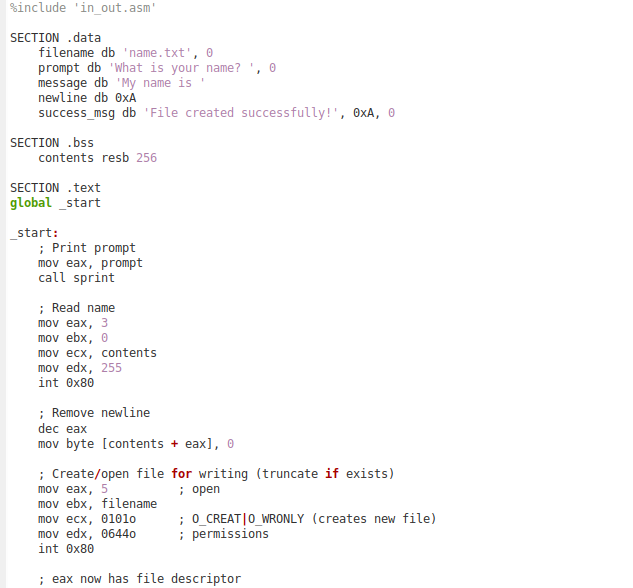 %include 'in_out.asm'
SECTION .data
filename db 'name.txt', 0
prompt db 'What is your name? ', 0
message db 'My name is '
newline db 0xA
success_msg db 'File created successfully!', 0xA, 0
SECTION .bss
contents resb 256
SECTION .text
global _start
_start:
; Print prompt
mov eax, prompt
call sprint
; Read name
mov eax, 3
mov ebx, 0
mov ecx, contents
mov edx, 255
int 0x80
; Remove newline
dec eax
mov byte [contents + eax], 0
; Create/open file for writing (truncate if exists)
mov eax, 5 ; open
mov ebx, filename
mov ecx, 0101o ; O_CREAT|O_WRONLY (creates new file)
mov edx, 0644o ; permissions
int 0x80
; eax now has file descriptor